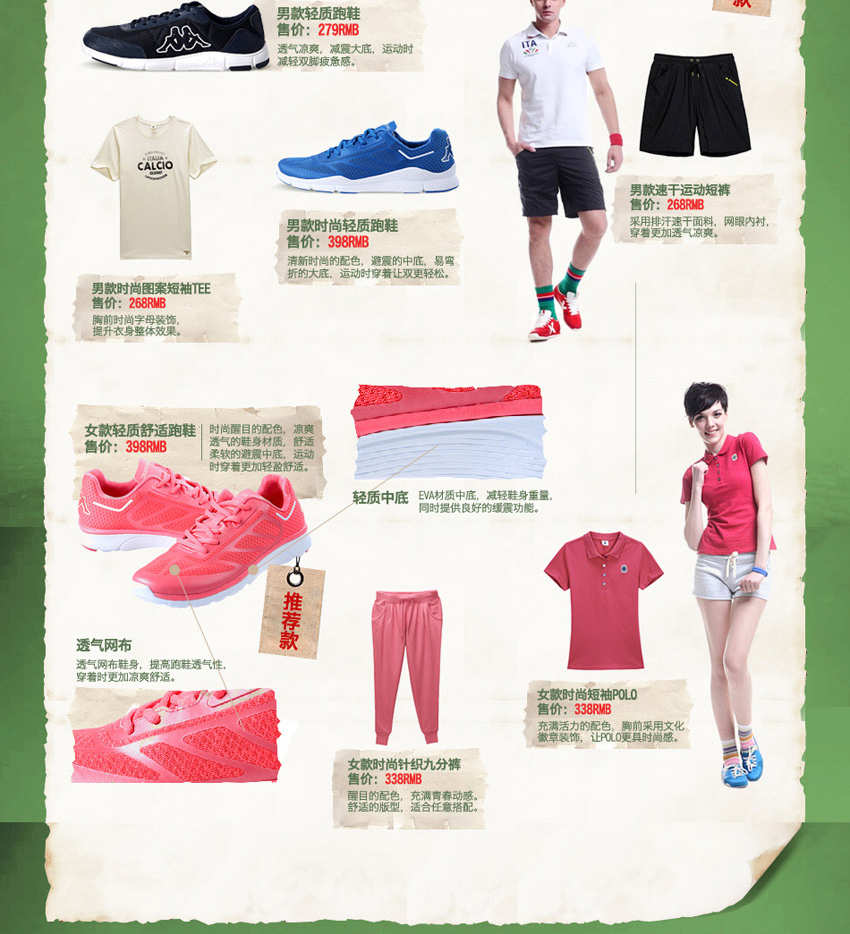 款
男款轻质跑鞋
售价：279RMB
透气凉爽，减震大底，运动时
减轻双脚疲惫感。
ITA
ITALIA
CALCIO
男款时尚轻质跑鞋
售价：398RMB
清新时尚的配色，避震的中底，易弯
折的大底，运动时穿着让双更轻松。
男款速干运动短裤
售价：268RMB
采用排汗速干面料，网眼内衬，
穿着更加透气凉爽。
男款时尚图案短袖TEE
售价：268RMB
胸前时尚字母装饰，
提升衣身整体效果。
女款轻质舒适跑鞋
售价：398RMB
时尚醒目的配色，凉爽
透气的鞋身材质，舒适
柔软的避震中底，运动
时穿着更加轻盈舒适。
轻质中底
EVA材质中底，减轻鞋身重量，
同时提供良好的缓震功能。
推荐款
透气网布
透气网布鞋身，提高跑鞋透气性，
穿着时更加凉爽舒适。
女款时尚短袖POLO
售价：338RMB
充满活力的配色，胸前采用文化
徽章装饰，让POLO更具时尚感。
女款时尚针织九分裤
售价：338RMB
醒目的配色，充满青春动感。
舒适的版型，适合任意搭配。